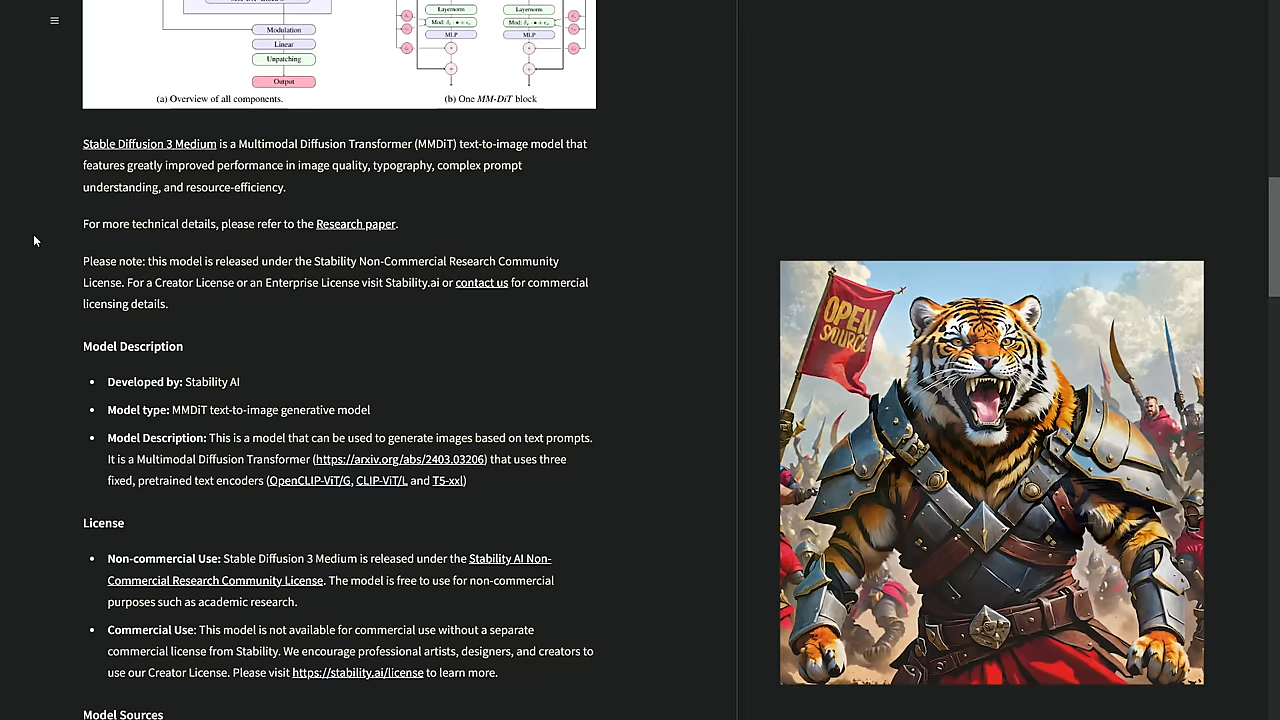 Modulation
Linear
Unpatching
Output
(a) Overview of all components.
Layernorm
Layernorm
MLP
MLP
(b) One MM-DiT block
Stable Diffusion 3 Medium is a Multimodal Diffusion Transformer (MMDiT) text-to-image model that
features greatly improved performance in image quality, typography, complex prompt
understanding, and resource-efficiency.
For more technical details, please refer to the Research paper.
Please note: this model is released under the Stability Non-Commercial Research Community
License. For a Creator License or an Enterprise License visit Stability.ai or contact us for commercial
licensing details.
Model Description
• Developed by: Stability AI
• Model type: MMDiT text-to-image generative model
• Model Description: This is a model that can be used to generate images based on text prompts.
It is a Multimodal Diffusion Transformer (https://arxiv.org/abs/2403.03206) that uses three
fixed, pretrained text encoders (OpenCLIP-ViT/G, CLIP-ViT/L and T5-xxl)
License
• Non-commercial Use: Stable Diffusion 3 Medium is released under the Stability AI Non-
Commercial Research Community License. The model is free to use for non-commercial
purposes such as academic research.
• Commercial Use: This model is not available for commercial use without a separate
commercial license from Stability. We encourage professional artists, designers, and creators to
use our Creator License. Please visit https://stability.ai/license to learn more.
Model Sources
OPEN
SOURCE